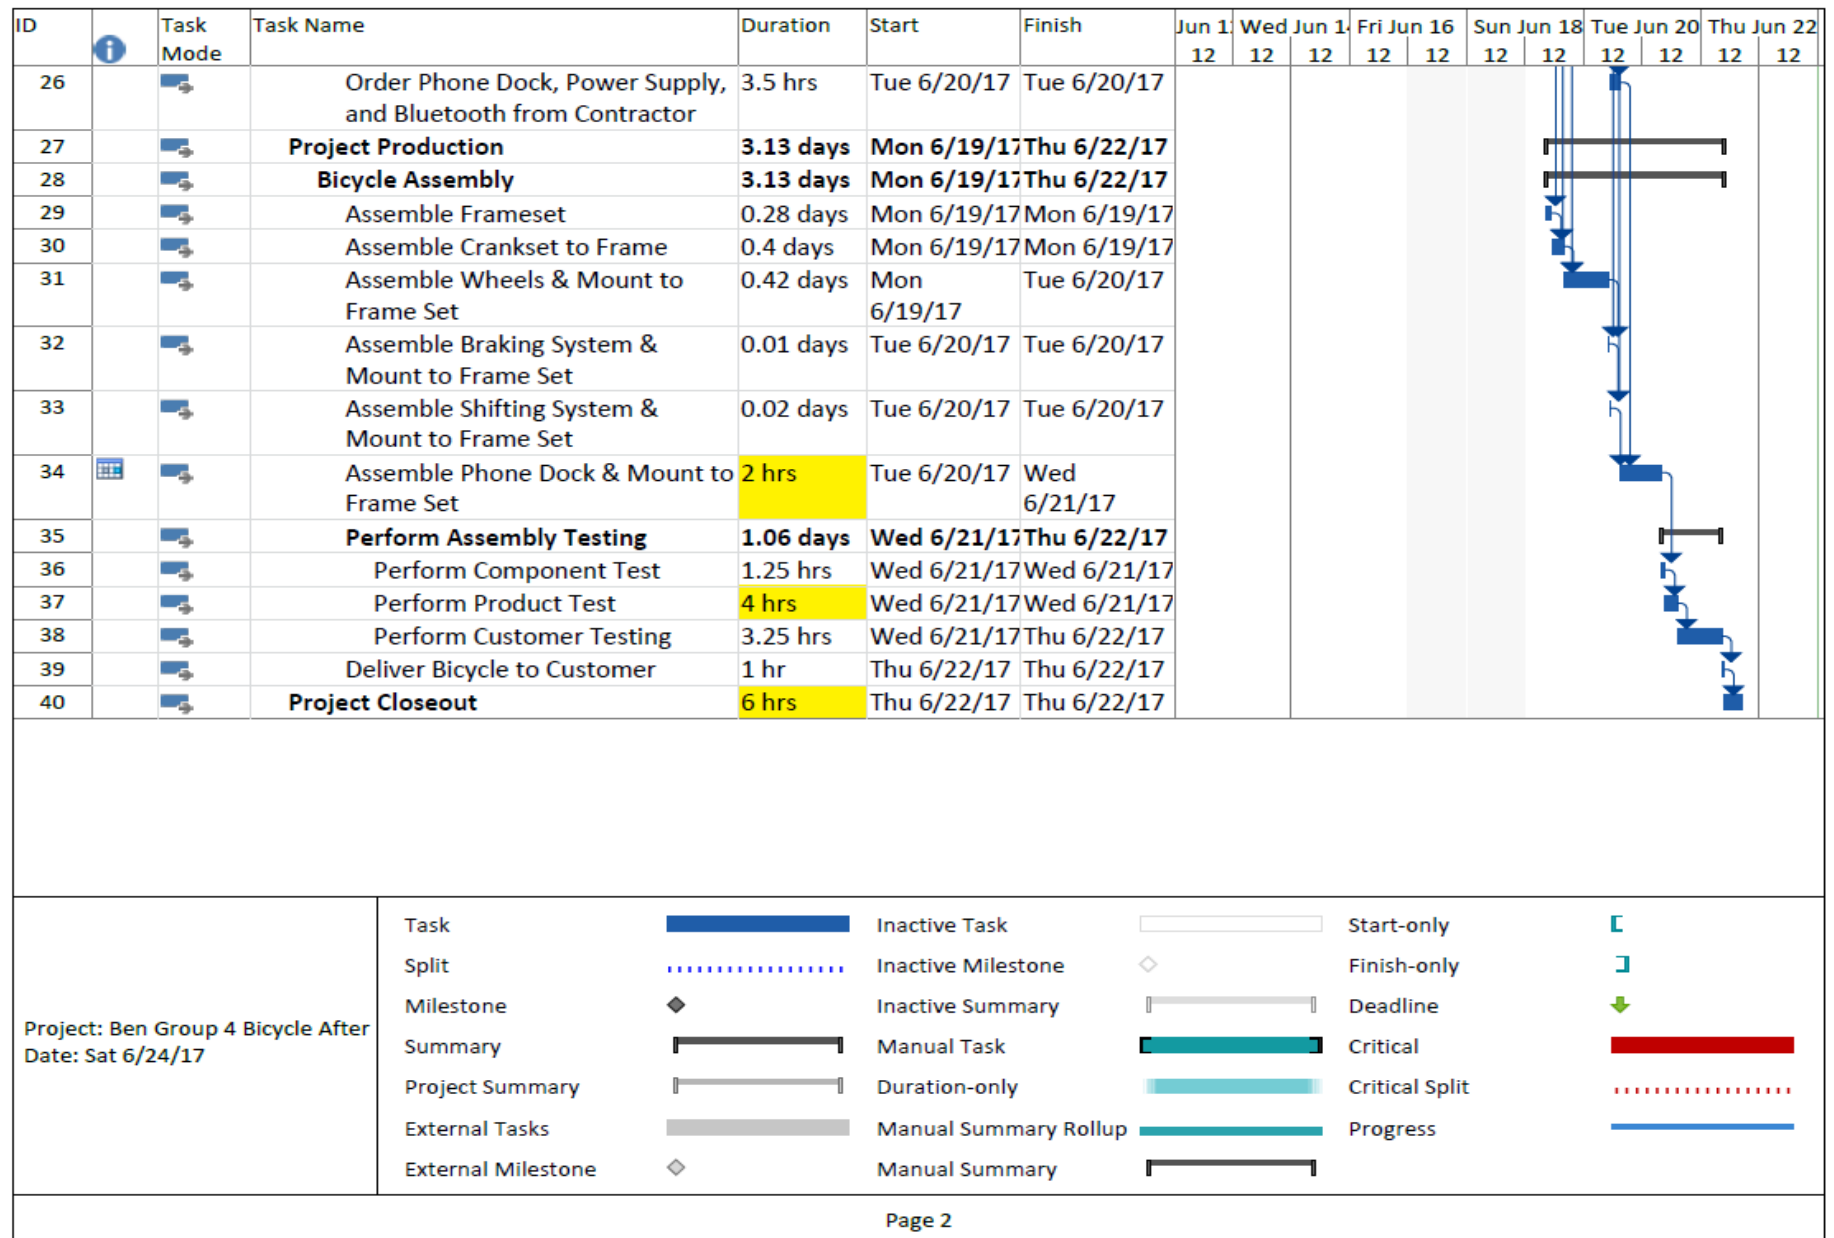 ID Task Mode Task Name Duration Start Finish Jun 1 Wed Jun 1 Fri Jun 16 Sun Jun 18 Tue Jun 20 Thu Jun 22
12 12 12 12 12 12 12 12 12 12 12
26 Order Phone Dock, Power Supply, 3.5 hrs Tue 6/20/17 Tue 6/20/17
and Bluetooth from Contractor
27 Project Production 3.13 days Mon 6/19/17 Thu 6/22/17
28 Bicycle Assembly 3.13 days Mon 6/19/17 Thu 6/22/17
29 Assemble Frameset 0.28 days Mon 6/19/17 Mon 6/19/17
30 Assemble Crankset to Frame 0.4 days Mon 6/19/17 Mon 6/19/17
31 Assemble Wheels & Mount to 0.42 days Mon Tue 6/20/17
Frame Set 6/19/17
32 Assemble Braking System & 0.01 days Tue 6/20/17 Tue 6/20/17
Mount to Frame Set
33 Assemble Shifting System & 0.02 days Tue 6/20/17 Tue 6/20/17
Mount to Frame Set
34 Assemble Phone Dock & Mount to 2 hrs Tue 6/20/17 Wed
Frame Set 6/21/17
35 Perform Assembly Testing 1.06 days Wed 6/21/17 Thu 6/22/17
36 Perform Component Test 1.25 hrs Wed 6/21/17 Wed 6/21/17
37 Perform Product Test 4 hrs Wed 6/21/17 Wed 6/21/17
38 Perform Customer Testing 3.25 hrs Wed 6/21/17 Thu 6/22/17
39 Deliver Bicycle to Customer 1 hr Thu 6/22/17 Thu 6/22/17
40 Project Closeout 6 hrs Thu 6/22/17 Thu 6/22/17
Project: Ben Group 4 Bicycle After
Date: Sat 6/24/17
Task Inactive Task Start-only
Split Inactive Milestone Finish-only
Milestone Inactive Summary Deadline
Summary Manual Task Critical
Project Summary Duration-only Critical Split
External Tasks Manual Summary Rollup Progress
External Milestone Manual Summary
Page 2